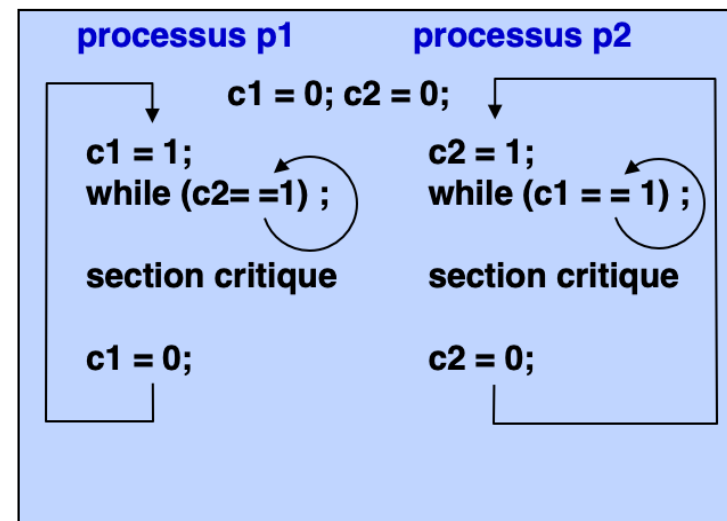 processus p1
processus p2
c1 = 0; c2 = 0;
c1 = 1;
while (c2= =1) ;
section critique
c1 = 0;
c2 = 1;
while (c1 = = 1) ;
section critique
c2 = 0;